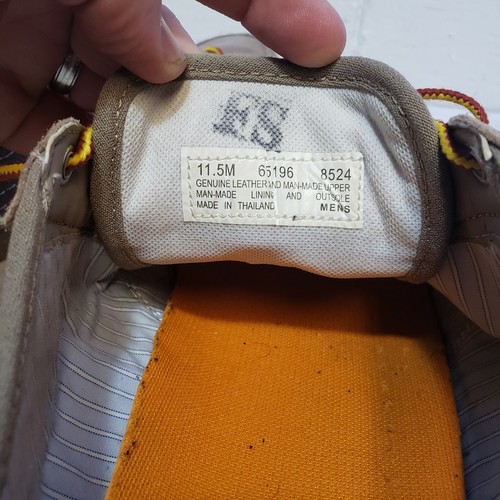 FS
11.5M 65196 8524
GENUINE LEATHER AND MAN-MADE UPPER
MAN-MADE LINING AND OUTSOLE
MADE IN THAILAND MENS